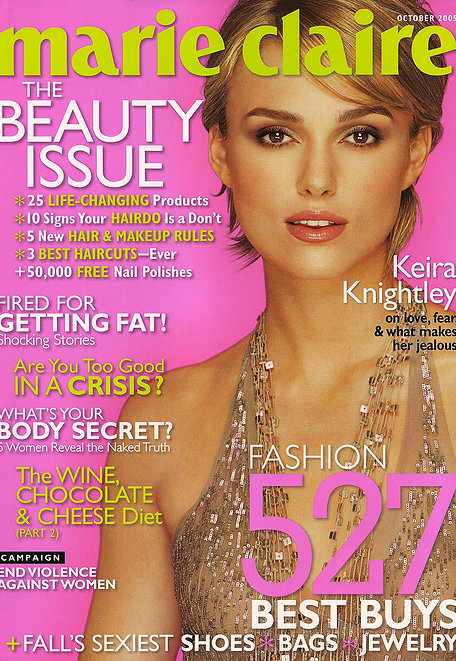 OCTOBER 2005
marie claire
THE
BEAUTY
ISSUE
*25 LIFE-CHANGING Products
*10 Signs Your HAIRDO Is a Don't
*5 New HAIR & MAKEUP RULES
*3 BEST HAIRCUTS—Ever
+50,000 FREE Nail Polishes
Keira
Knightley
on love, fear
& what makes
her jealous
FIRED FOR
GETTING FAT!
Shocking Stories
Are You Too Good
IN A CRISIS?
WHAT'S YOUR
BODY SECRET?
5 Women Reveal the Naked Truth
The WINE,
CHOCOLATE
& CHEESE Diet
(PART 2)
CAMPAIGN
END VIOLENCE
AGAINST WOMEN
FASHION
527
BEST BUYS
+FALL'S SEXIEST SHOES*BAGS*JEWELRY